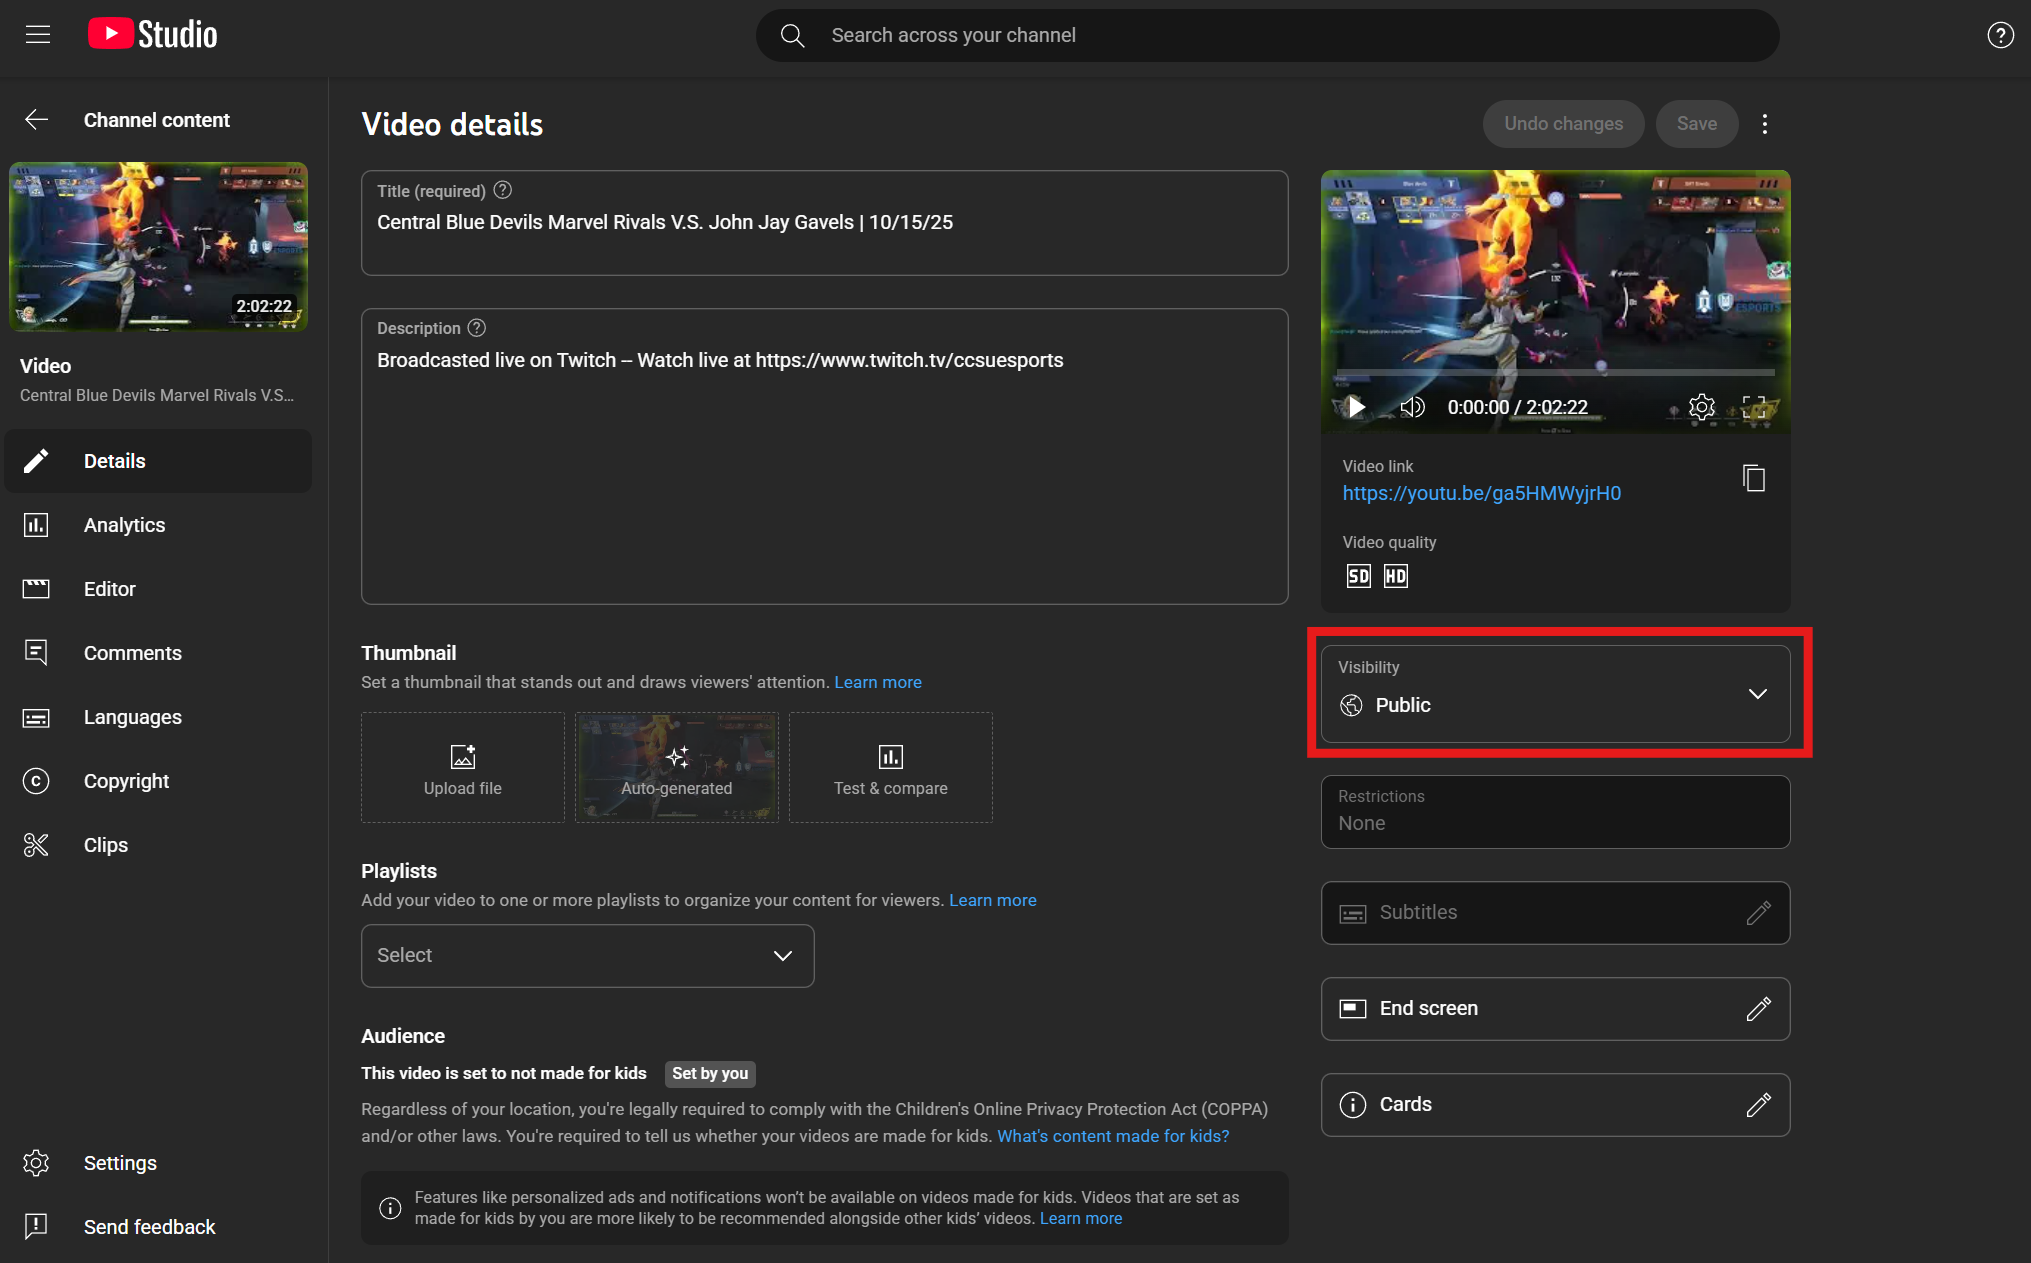 Studio
Search across your channel
Channel content
2:02:22
Video
Central Blue Devils Marvel Rivals V.S...
Details
Analytics
Editor
Comments
Languages
Copyright
Clips
Settings
Send feedback
Video details
Undo changes
Save
Title (required)
Central Blue Devils Marvel Rivals V.S. John Jay Gavels | 10/15/25
Description
Broadcasted live on Twitch -- Watch live at https://www.twitch.tv/ccsuesports
Thumbnail
Set a thumbnail that stands out and draws viewers' attention. Learn more
Upload file
Auto-generated
Test & compare
Playlists
Add your video to one or more playlists to organize your content for viewers. Learn more
Select
Audience
This video is set to not made for kids Set by you
Regardless of your location, you're legally required to comply with the Children's Online Privacy Protection Act (COPPA)
and/or other laws. You're required to tell us whether your videos are made for kids. What's content made for kids?
Features like personalized ads and notifications won’t be available on videos made for kids. Videos that are set as
made for kids by you are more likely to be recommended alongside other kids’ videos. Learn more
ESPORTS
0:00:00 / 2:02:22
Video link
https://youtu.be/ga5HMWyjrH0
Video quality
SD HD
Visibility
Public
Restrictions
None
Subtitles
End screen
Cards